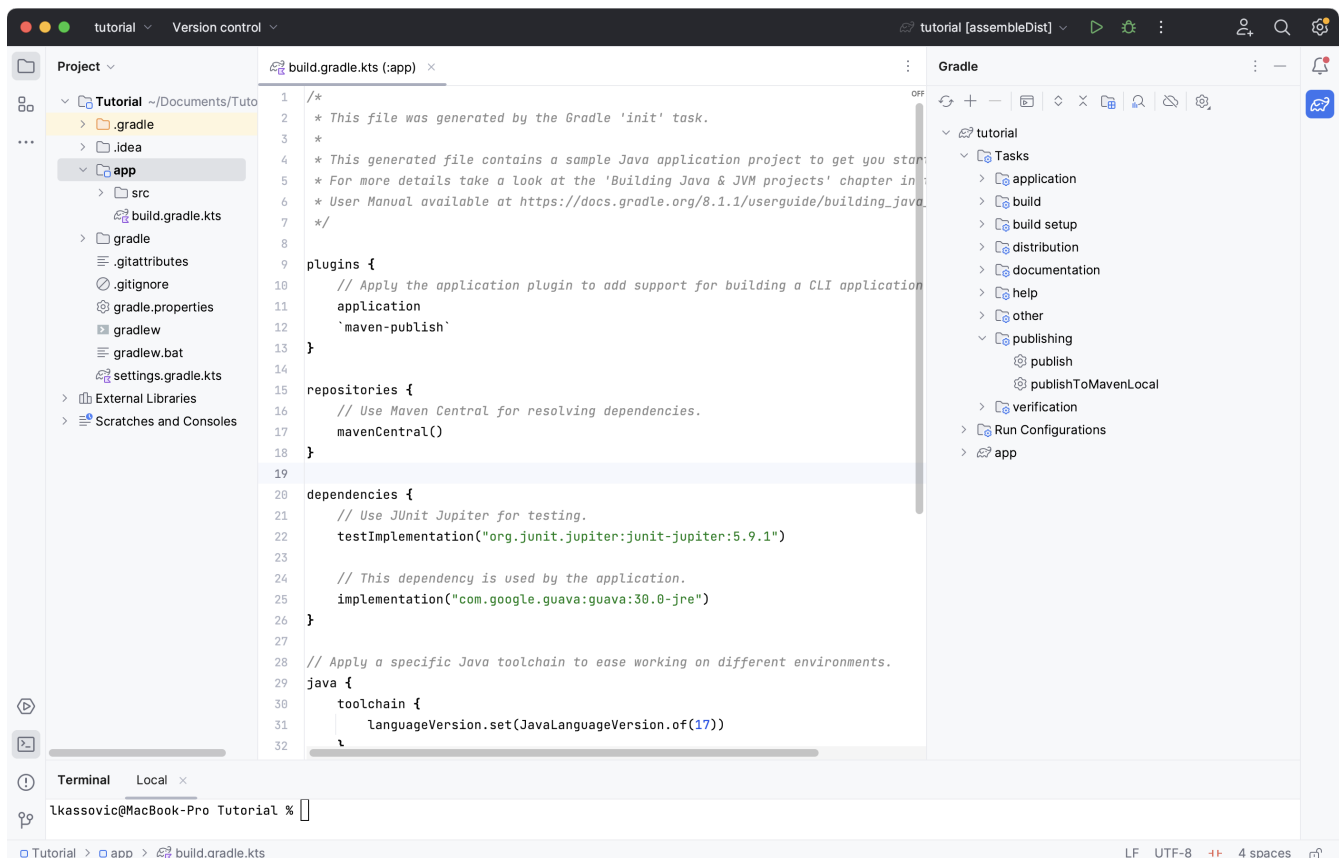 tutorial
Version control
tutorial [assembleDist]
Project
Tutorial ~/Documents/Tuto
.gradle
.idea
app
src
build.gradle.kts
gradle
.gitattributes
.gitignore
gradle.properties
gradlew
gradlew.bat
settings.gradle.kts
External Libraries
Scratches and Consoles
build.gradle.kts (:app)
OFF
1 /*
2 * This file was generated by the Gradle 'init' task.
3 *
4 * This generated file contains a sample Java application project to get you star
5 * For more details take a look at the 'Building Java & JVM projects' chapter in t
6 * User Manual available at https://docs.gradle.org/8.1.1/userguide/building_java_
7 */
8
9 plugins {
10 // Apply the application plugin to add support for building a CLI application
11 application
12 `maven-publish`
13 }
14
15 repositories {
16 // Use Maven Central for resolving dependencies.
17 mavenCentral()
18 }
19
20 dependencies {
21 // Use JUnit Jupiter for testing.
22 testImplementation("org.junit.jupiter:junit-jupiter:5.9.1")
23
24 // This dependency is used by the application.
25 implementation("com.google.guava:guava:30.0-jre")
26 }
27
28 // Apply a specific Java toolchain to ease working on different environments.
29 java {
30 toolchain {
31 languageVersion.set(JavaLanguageVersion.of(17))
32 }
Gradle
tutorial
Tasks
application
build
build setup
distribution
documentation
help
other
publishing
publish
publishToMavenLocal
verification
Run Configurations
app
Terminal
Local
lkassovic@MacBook-Pro Tutorial %
Tutorial > app > build.gradle.kts
LF UTF-8 4 spaces